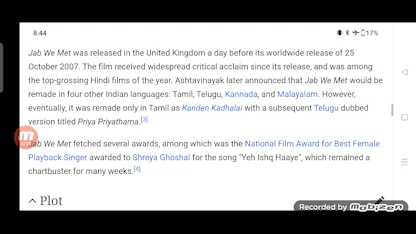 8:44
17%
Jab We Met was released in the United Kingdom a day before its worldwide release of 25
October 2007. The film received widespread critical acclaim since its release, and was among
the top-grossing Hindi films of the year. Ashtavinayak later announced that Jab We Met would be
remade in four other Indian languages: Tamil, Telugu, Kannada, and Malayalam. However,
eventually, it was remade only in Tamil as Kanden Kadhalai with a subsequent Telugu dubbed
version titled Priya Priyathama.[3]
Jab We Met fetched several awards, among which was the National Film Award for Best Female
Playback Singer awarded to Shreya Ghoshal for the song "Yeh Ishq Haaye", which remained a
chartbuster for many weeks.[4]
Plot
Recorded by Mobizen